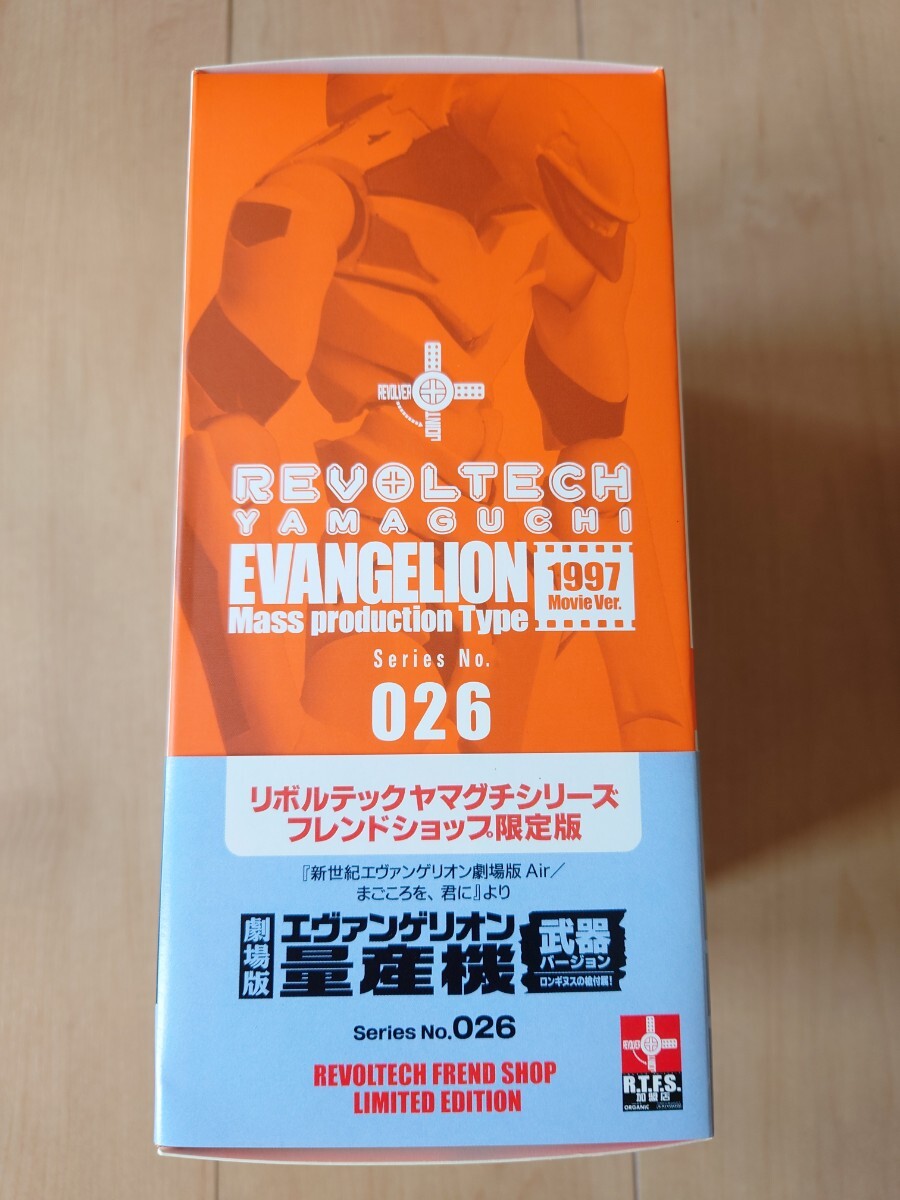 REVOLVER
JOINT
REVOLTECH
YAMAGUCHI
EVANGELION
Mass production Type
1997
Movie Ver.
Series No.
026
リボルテックヤマグチシリーズ
フレンドショップ限定版
『新世紀エヴァンゲリオン劇場版 Air／
まごころを、君に』より
劇場版
エヴァンゲリオン
量産機
武器
バージョン
ロンギヌスの槍付属!
Series No.026
REVOLTECH FREND SHOP
LIMITED EDITION
R.T.F.S.
加盟店
ORGANIC